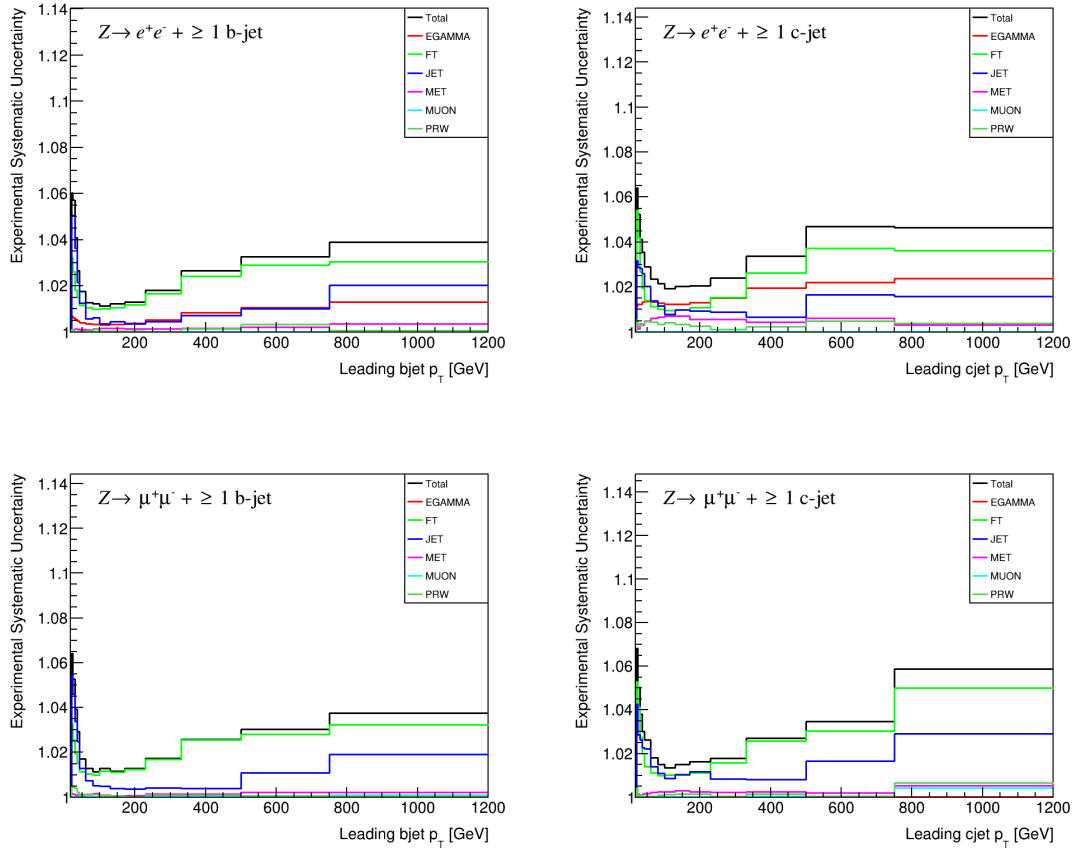 Z→ e⁺e⁻ + ≥ 1 b-jet
Experimental Systematic Uncertainty
1.14
1.12
1.1
1.08
1.06
1.04
1.02
1
Total
EGAMMA
FT
JET
MET
MUON
PRW
200 400 600 800 1000 1200
Leading bjet p_T [GeV]
Z→ e⁺e⁻ + ≥ 1 c-jet
Experimental Systematic Uncertainty
1.14
1.12
1.1
1.08
1.06
1.04
1.02
1
Total
EGAMMA
FT
JET
MET
MUON
PRW
200 400 600 800 1000 1200
Leading cjet p_T [GeV]
Z→ μ⁺μ⁻ + ≥ 1 b-jet
Experimental Systematic Uncertainty
1.14
1.12
1.1
1.08
1.06
1.04
1.02
1
Total
EGAMMA
FT
JET
MET
MUON
PRW
200 400 600 800 1000 1200
Leading bjet p_T [GeV]
Z→ μ⁺μ⁻ + ≥ 1 c-jet
Experimental Systematic Uncertainty
1.14
1.12
1.1
1.08
1.06
1.04
1.02
1
Total
EGAMMA
FT
JET
MET
MUON
PRW
200 400 600 800 1000 1200
Leading cjet p_T [GeV]